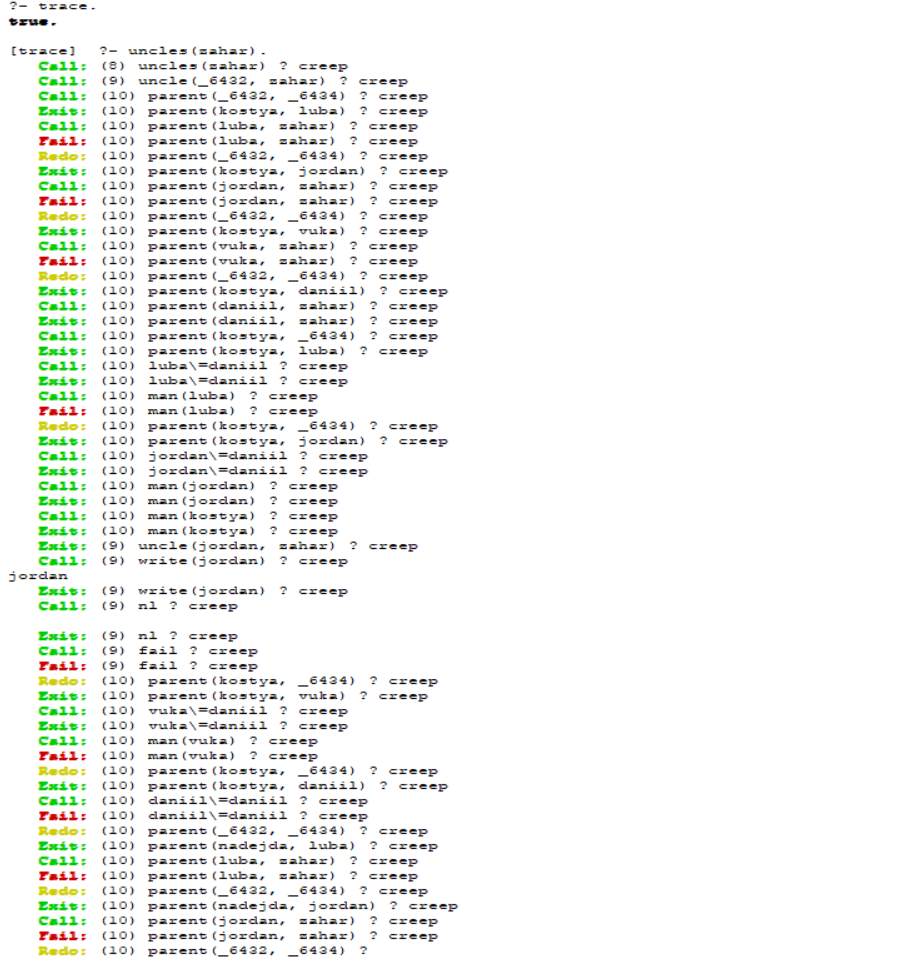 ?- trace.
true.
[trace]  ?- uncles(zahar).
Call: (8) uncles(zahar) ? creep
Call: (9) uncle(_6432, zahar) ? creep
Call: (10) parent(_6432, _6434) ? creep
Exit: (10) parent(kostya, luba) ? creep
Call: (10) parent(luba, zahar) ? creep
Fail: (10) parent(luba, zahar) ? creep
Redo: (10) parent(_6432, _6434) ? creep
Exit: (10) parent(kostya, jordan) ? creep
Call: (10) parent(jordan, zahar) ? creep
Fail: (10) parent(jordan, zahar) ? creep
Redo: (10) parent(_6432, _6434) ? creep
Exit: (10) parent(kostya, vuka) ? creep
Call: (10) parent(vuka, zahar) ? creep
Fail: (10) parent(vuka, zahar) ? creep
Redo: (10) parent(_6432, _6434) ? creep
Exit: (10) parent(kostya, daniil) ? creep
Call: (10) parent(daniil, zahar) ? creep
Exit: (10) parent(daniil, zahar) ? creep
Call: (10) parent(kostya, _6434) ? creep
Exit: (10) parent(kostya, luba) ? creep
Call: (10) luba\=daniil ? creep
Exit: (10) luba\=daniil ? creep
Call: (10) man(luba) ? creep
Fail: (10) man(luba) ? creep
Redo: (10) parent(kostya, _6434) ? creep
Exit: (10) parent(kostya, jordan) ? creep
Call: (10) jordan\=daniil ? creep
Exit: (10) jordan\=daniil ? creep
Call: (10) man(jordan) ? creep
Exit: (10) man(jordan) ? creep
Call: (10) man(kostya) ? creep
Exit: (10) man(kostya) ? creep
Exit: (9) uncle(jordan, zahar) ? creep
Call: (9) write(jordan) ? creep
jordan
Exit: (9) write(jordan) ? creep
Call: (9) nl ? creep
Exit: (9) nl ? creep
Call: (9) fail ? creep
Fail: (9) fail ? creep
Redo: (10) parent(kostya, _6434) ? creep
Exit: (10) parent(kostya, vuka) ? creep
Call: (10) vuka\=daniil ? creep
Exit: (10) vuka\=daniil ? creep
Call: (10) man(vuka) ? creep
Fail: (10) man(vuka) ? creep
Redo: (10) parent(kostya, _6434) ? creep
Exit: (10) parent(kostya, daniil) ? creep
Call: (10) daniil\=daniil ? creep
Fail: (10) daniil\=daniil ? creep
Redo: (10) parent(_6432, _6434) ? creep
Exit: (10) parent(nadejda, luba) ? creep
Call: (10) parent(luba, zahar) ? creep
Fail: (10) parent(luba, zahar) ? creep
Redo: (10) parent(_6432, _6434) ? creep
Exit: (10) parent(nadejda, jordan) ? creep
Call: (10) parent(jordan, zahar) ? creep
Fail: (10) parent(jordan, zahar) ? creep
Redo: (10) parent(_6432, _6434) ?